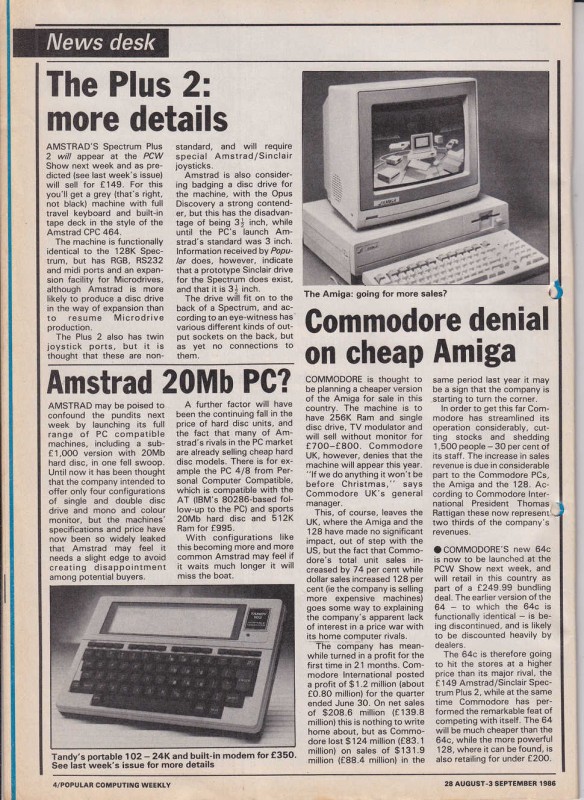 News desk
The Plus 2:
more details
AMSTRAD'S Spectrum Plus
2 will appear at the PCW
Show next week and as pre-
dicted (see last week's issue)
will sell for £149. For this
you'll get a grey (that's right,
not black) machine with full
travel keyboard and built-in
tape deck in the style of the
Amstrad CPC 464.
The machine is functionally
identical to the 128K Spec-
trum, but has RGB, RS232
and midi ports and an expan-
sion facility for Microdrives,
although Amstrad is more
likely to produce a disc drive
in the way of expansion than
to resume Microdrive
production.
The Plus 2 also has twin
joystick ports, but it is
thought that these are non-
standard, and will require
special Amstrad/Sinclair
joysticks.
Amstrad is also consider-
ing badging a disc drive for
the machine, with the Opus
Discovery a strong contend-
er, but this has the disadvan-
tage of being 3½ inch, while
until the PC's launch Am-
strad's standard was 3 inch.
Information received by Popu-
lar does, however, indicate
that a prototype Sinclair drive
for the Spectrum does exist,
and that it is 3½ inch.
The drive will fit on to the
back of a Spectrum, and ac-
cording to an eye-witness has
various different kinds of out-
put sockets on the back, but
as yet no connections to
them.
The Amiga: going for more sales?
Amstrad 20Mb PC?
AMSTRAD may be poised to
confound the pundits next
week by launching its full
range of PC compatible
machines, including a sub-
£1,000 version with 20Mb
hard disc, in one fell swoop.
Until now it has been thought
that the company intended to
offer only four configurations
of single and double disc
drive and mono and colour
monitor, but the machines'
specifications and price have
now been so widely leaked
that Amstrad may feel it
needs a slight edge to avoid
creating disappointment
among potential buyers.
A further factor will have
been the continuing fall in the
price of hard disc units, and
the fact that many of Am-
strad's rivals in the PC market
are already selling cheap hard
disc models. There is for ex-
ample the PC 4/8 from Per-
sonal Computer Compatible,
which is compatible with the
AT (IBM's 80286-based fol-
low-up to the PC) and sports
20Mb hard disc and 512K
Ram for £995.
With configurations like
this becoming more and more
common Amstrad may feel if
it waits much longer it will
miss the boat.
Tandy's portable 102 – 24K and built-in modem for £350.
See last week's issue for more details
Commodore denial
on cheap Amiga
COMMODORE is thought to
be planning a cheaper version
of the Amiga for sale in this
country. The machine is to
have 256K Ram and single
disc drive, TV modulator and
will sell without monitor for
£700–£800. Commodore
UK, however, denies that the
machine will appear this year.
"If we do anything it won't be
before Christmas," says
Commodore UK's general
manager.
This, of course, leaves the
UK, where the Amiga and the
128 have made no significant
impact, out of step with the
US, but the fact that Commo-
dore's total unit sales in-
creased by 74 per cent while
dollar sales increased 128 per
cent (ie the company is selling
more expensive machines)
goes some way to explaining
the company's apparent lack
of interest in a price war with
its home computer rivals.
The company has mean-
while turned in a profit for the
first time in 21 months. Com-
modore International posted
a profit of $1.2 million (about
£0.80 million) for the quarter
ended June 30. On net sales
of $208.6 million (£139.8
million) this is nothing to write
home about, but as Commo-
dore lost $124 million (£83.1
million) on sales of $131.9
million (£88.4 million) in the
same period last year it may
be a sign that the company is
starting to turn the corner.
In order to get this far Com-
modore has streamlined its
operation considerably, cut-
ting stocks and shedding
1,500 people – 30 per cent of
its staff. The increase in sales
revenue is due in considerable
part to the Commodore PCs,
the Amiga and the 128. Ac-
cording to Commodore Inter-
national President Thomas
Rattigan these now represent
two thirds of the company's
revenues.
● COMMODORE'S new 64c
is now to be launched at the
PCW Show next week, and
will retail in this country as
part of a £249.99 bundling
deal. The earlier version of the
64 – to which the 64c is
functionally identical – is be-
ing discontinued, and is likely
to be discounted heavily by
dealers.
The 64c is therefore going
to hit the stores at a higher
price than its major rival, the
£149 Amstrad/Sinclair Spec-
trum Plus 2, while at the same
time Commodore has per-
formed the remarkable feat of
competing with itself. The 64
will be much cheaper than the
64c, while the more powerful
128, where it can be found, is
also retailing for under £200.
4/POPULAR COMPUTING WEEKLY
28 AUGUST-3 SEPTEMBER 1986